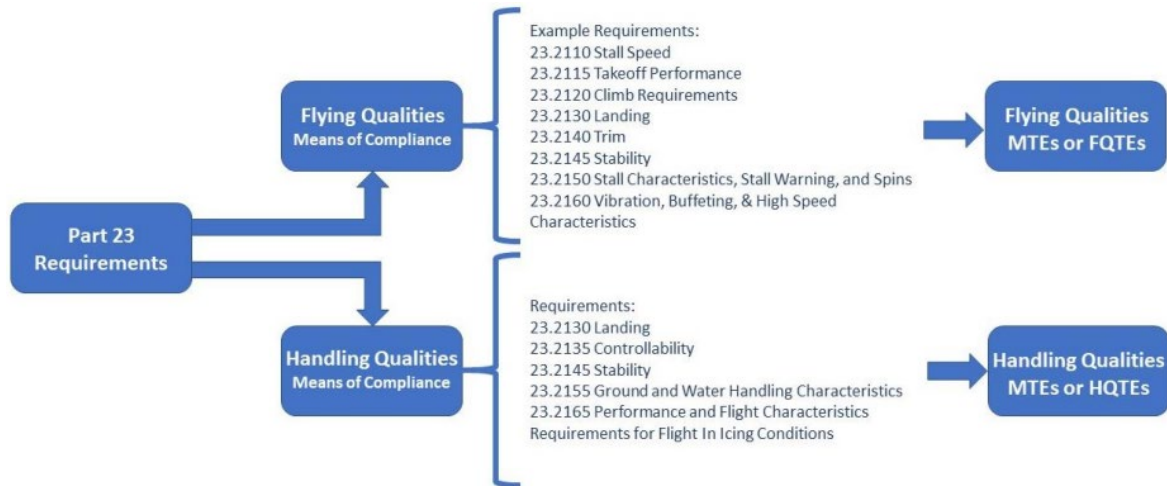 Part 23
Requirements
Flying Qualities
Means of Compliance
Example Requirements:
23.2110 Stall Speed
23.2115 Takeoff Performance
23.2120 Climb Requirements
23.2130 Landing
23.2140 Trim
23.2145 Stability
23.2150 Stall Characteristics, Stall Warning, and Spins
23.2160 Vibration, Buffeting, & High Speed
Characteristics
Flying Qualities
MTEs or FQTEs
Handling Qualities
Means of Compliance
Requirements:
23.2130 Landing
23.2135 Controllability
23.2145 Stability
23.2155 Ground and Water Handling Characteristics
23.2165 Performance and Flight Characteristics
Requirements for Flight In Icing Conditions
Handling Qualities
MTEs or HQTEs